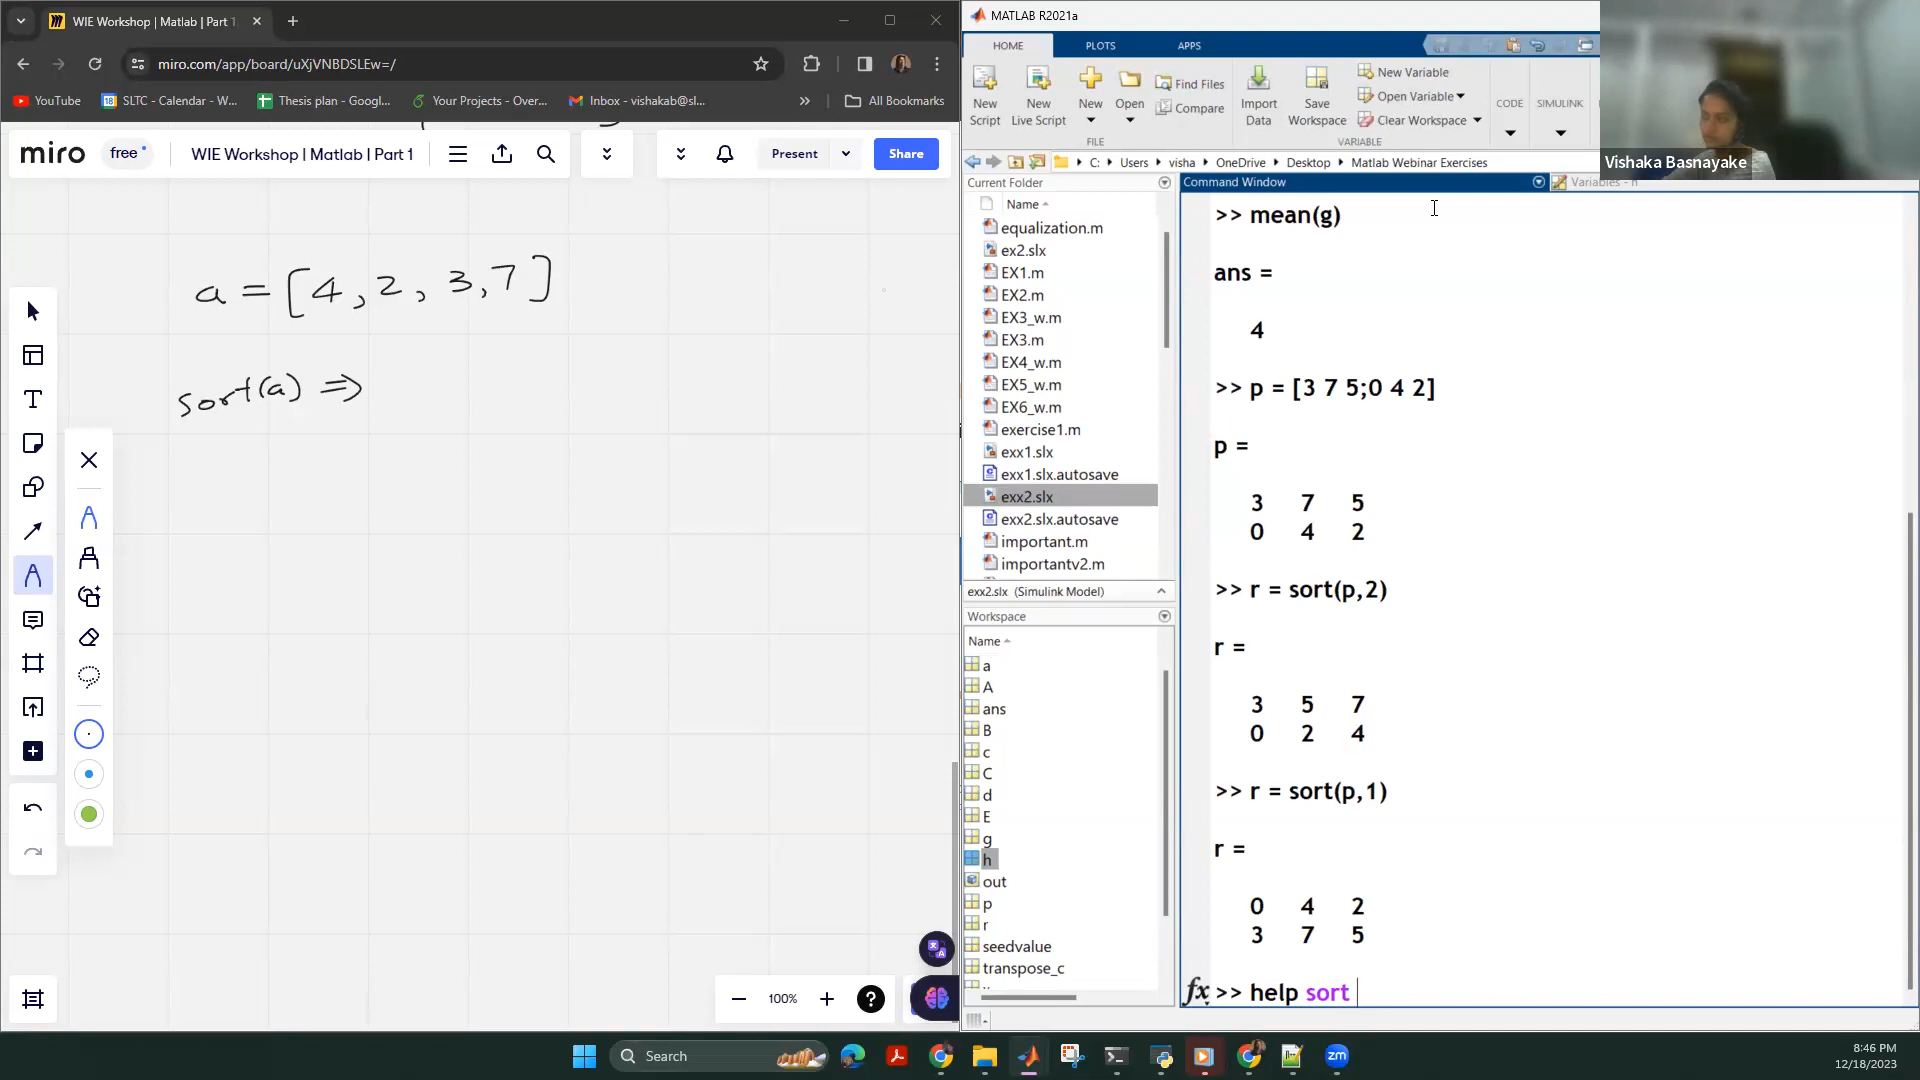 WIE Workshop | Matlab | Part 1
miro.com/app/board/uXjVNBDSLEw=/
YouTube
SLTC - Calendar - W...
Thesis plan - Googl...
Your Projects - Over...
Inbox - vishakab@sl...
»
All Bookmarks
miro
free
WIE Workshop | Matlab | Part 1
Present
Share
a = [4, 2, 3, 7]
sort(a) ⇒
100%
MATLAB R2021a
HOME
PLOTS
APPS
New Script
New Live Script
New
Open
Find Files
Compare
FILE
Import Data
Save Workspace
New Variable
Open Variable
Clear Workspace
VARIABLE
CODE
SIMULINK
Vishaka Basnayake
C:
Users
visha
OneDrive
Desktop
Matlab Webinar Exercises
Current Folder
Name
equalization.m
ex2.slx
EX1.m
EX2.m
EX3_w.m
EX3.m
EX4_w.m
EX5_w.m
EX6_w.m
exercise1.m
exx1.slx
exx1.slx.autosave
exx2.slx
exx2.slx.autosave
important.m
importantv2.m
exx2.slx (Simulink Model)
Workspace
Name
a
A
ans
B
c
C
d
E
g
h
out
p
r
seedvalue
transpose_c
Command Window
>> mean(g)
ans =
4
>> p = [3 7 5;0 4 2]
p =
3 7 5
0 4 2
>> r = sort(p,2)
r =
3 5 7
0 2 4
>> r = sort(p,1)
r =
0 4 2
3 7 5
fx >> help sort
Search
8:46 PM
12/18/2023